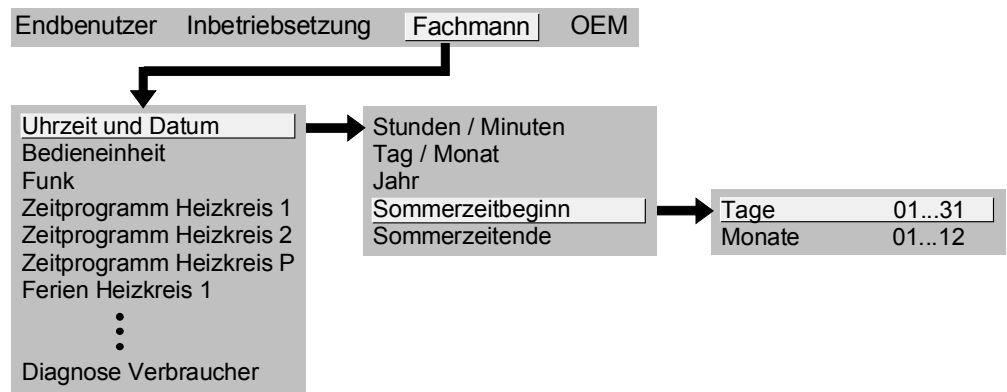 Endbenutzer Inbetriebsetzung Fachmann OEM
Uhrzeit und Datum
Bedieneinheit
Funk
Zeitprogramm Heizkreis 1
Zeitprogramm Heizkreis 2
Zeitprogramm Heizkreis P
Ferien Heizkreis 1
Diagnose Verbraucher
Stunden / Minuten
Tag / Monat
Jahr
Sommerzeitbeginn
Sommerzeitende
Tage 01...31
Monate 01...12